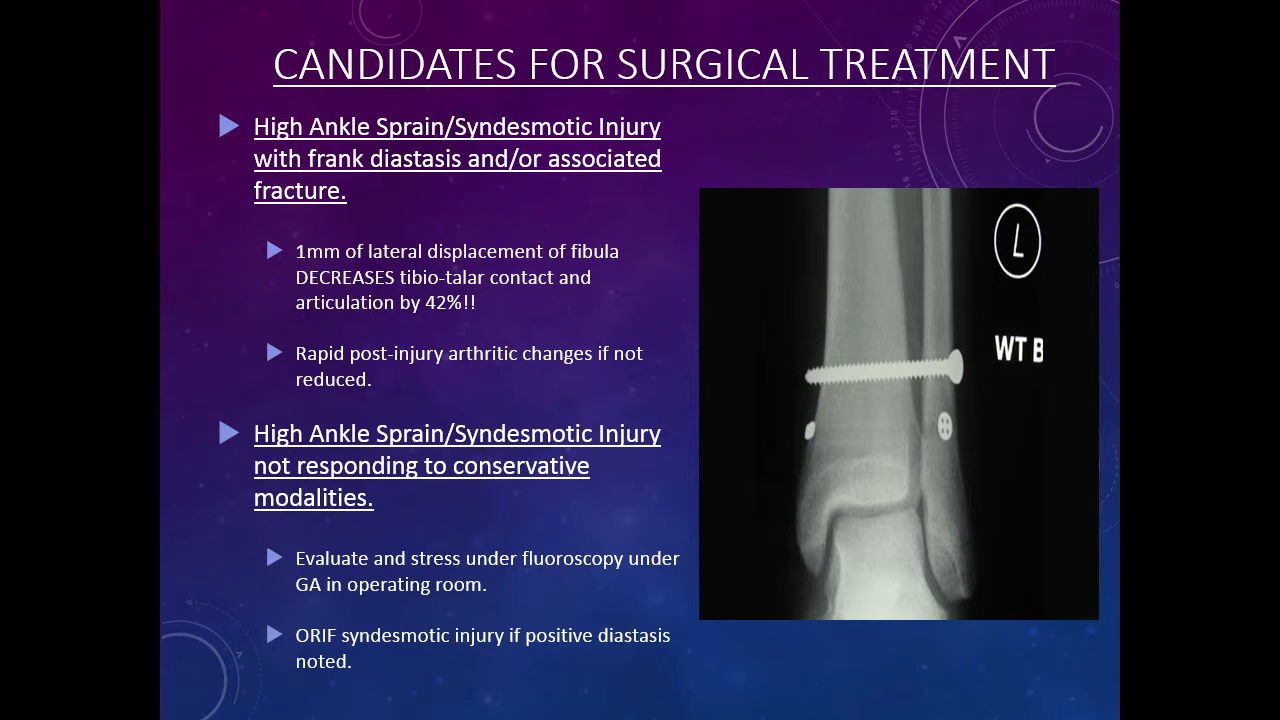 CANDIDATES FOR SURGICAL TREATMENT
High Ankle Sprain/Syndesmotic Injury
with frank diastasis and/or associated
fracture.
1mm of lateral displacement of fibula
DECREASES tibio-talar contact and
articulation by 42%!!
Rapid post-injury arthritic changes if not
reduced.
High Ankle Sprain/Syndesmotic Injury
not responding to conservative
modalities.
Evaluate and stress under fluoroscopy under
GA in operating room.
ORIF syndesmotic injury if positive diastasis
noted.
L
WT B